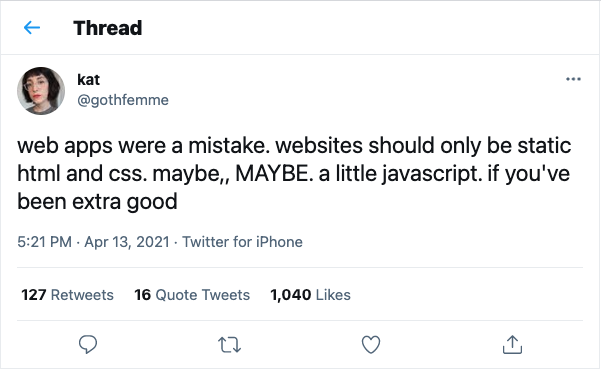 Thread
kat
@gothfemme
web apps were a mistake. websites should only be static
html and css. maybe,, MAYBE. a little javascript. if you've
been extra good
5:21 PM · Apr 13, 2021 · Twitter for iPhone
127 Retweets 16 Quote Tweets 1,040 Likes